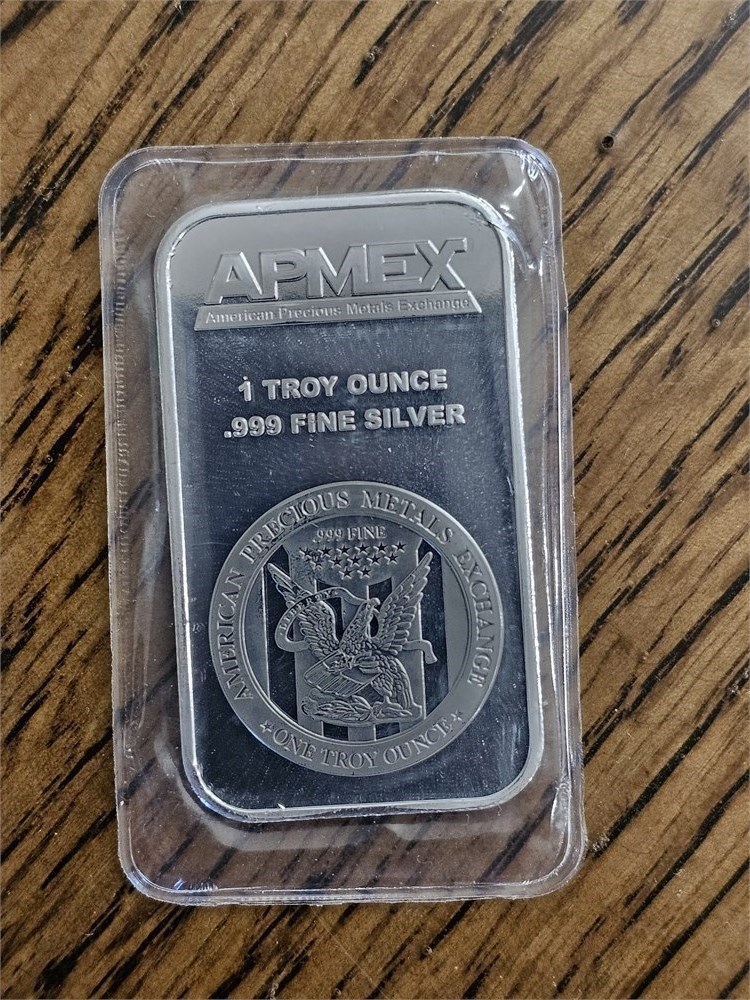 APMEX
American Precious Metals Exchange
1 TROY OUNCE
.999 FINE SILVER
AMERICAN PRECIOUS METALS EXCHANGE
.999 FINE
ONE TROY OUNCE